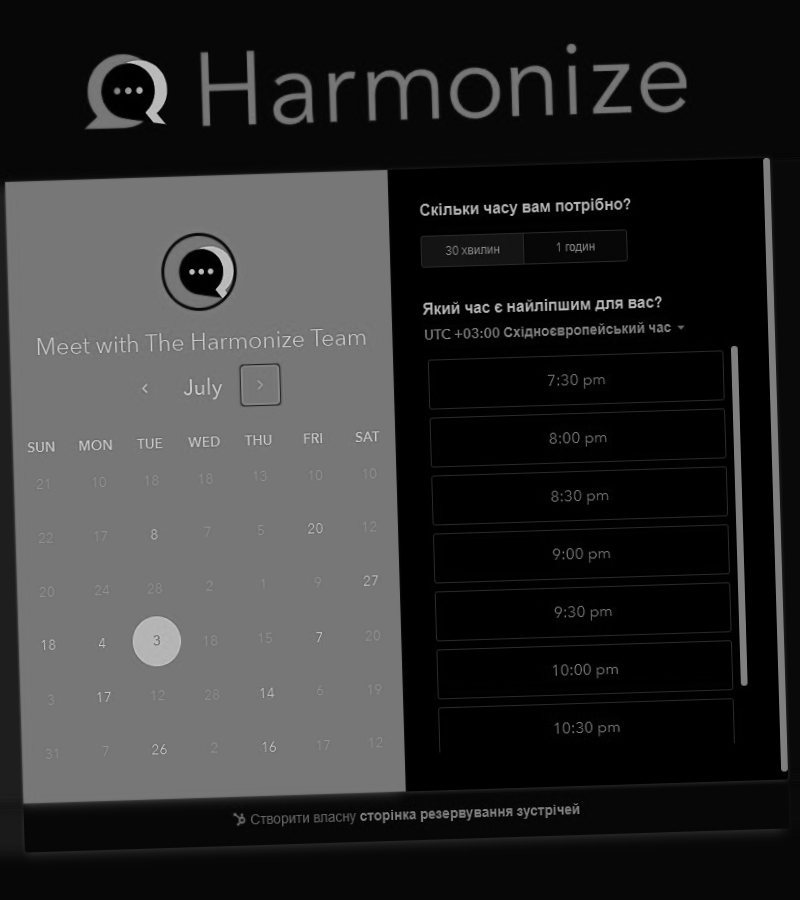 Harmonize
Meet with The Harmonize Team
‹ July ›
SUN MON TUE WED THU FRI SAT
21 10 18 18 13 10 10
22 17 8 7 5 20 12
20 24 28 2 1 9 27
18 4 3 18 15 7 20
3 17 12 28 14 6 19
31 7 26 2 16 17 12
Скільки часу вам потрібно?
30 хвилин 1 годин
Який час є найліпшим для вас?
UTC +03:00 Східноєвропейський час
7:30 pm
8:00 pm
8:30 pm
9:00 pm
9:30 pm
10:00 pm
10:30 pm
Створити власну сторінка резервування зустрічей